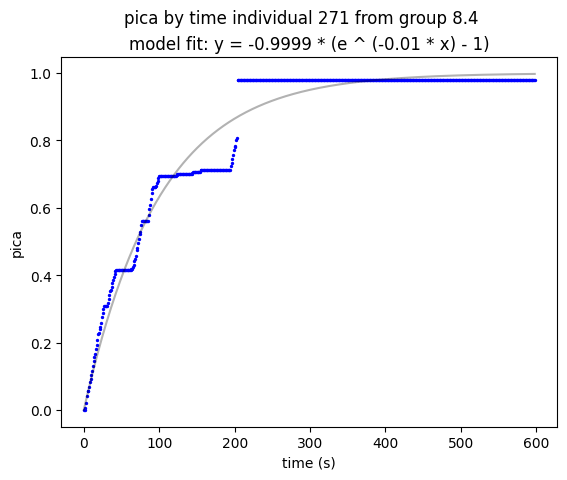 pica by time individual 271 from group 8.4
model fit: y = -0.9999 * (e ^ (-0.01 * x) - 1)
1.0
0.8
0.6
0.4
0.2
0.0
pica
0 100 200 300 400 500 600
time (s)